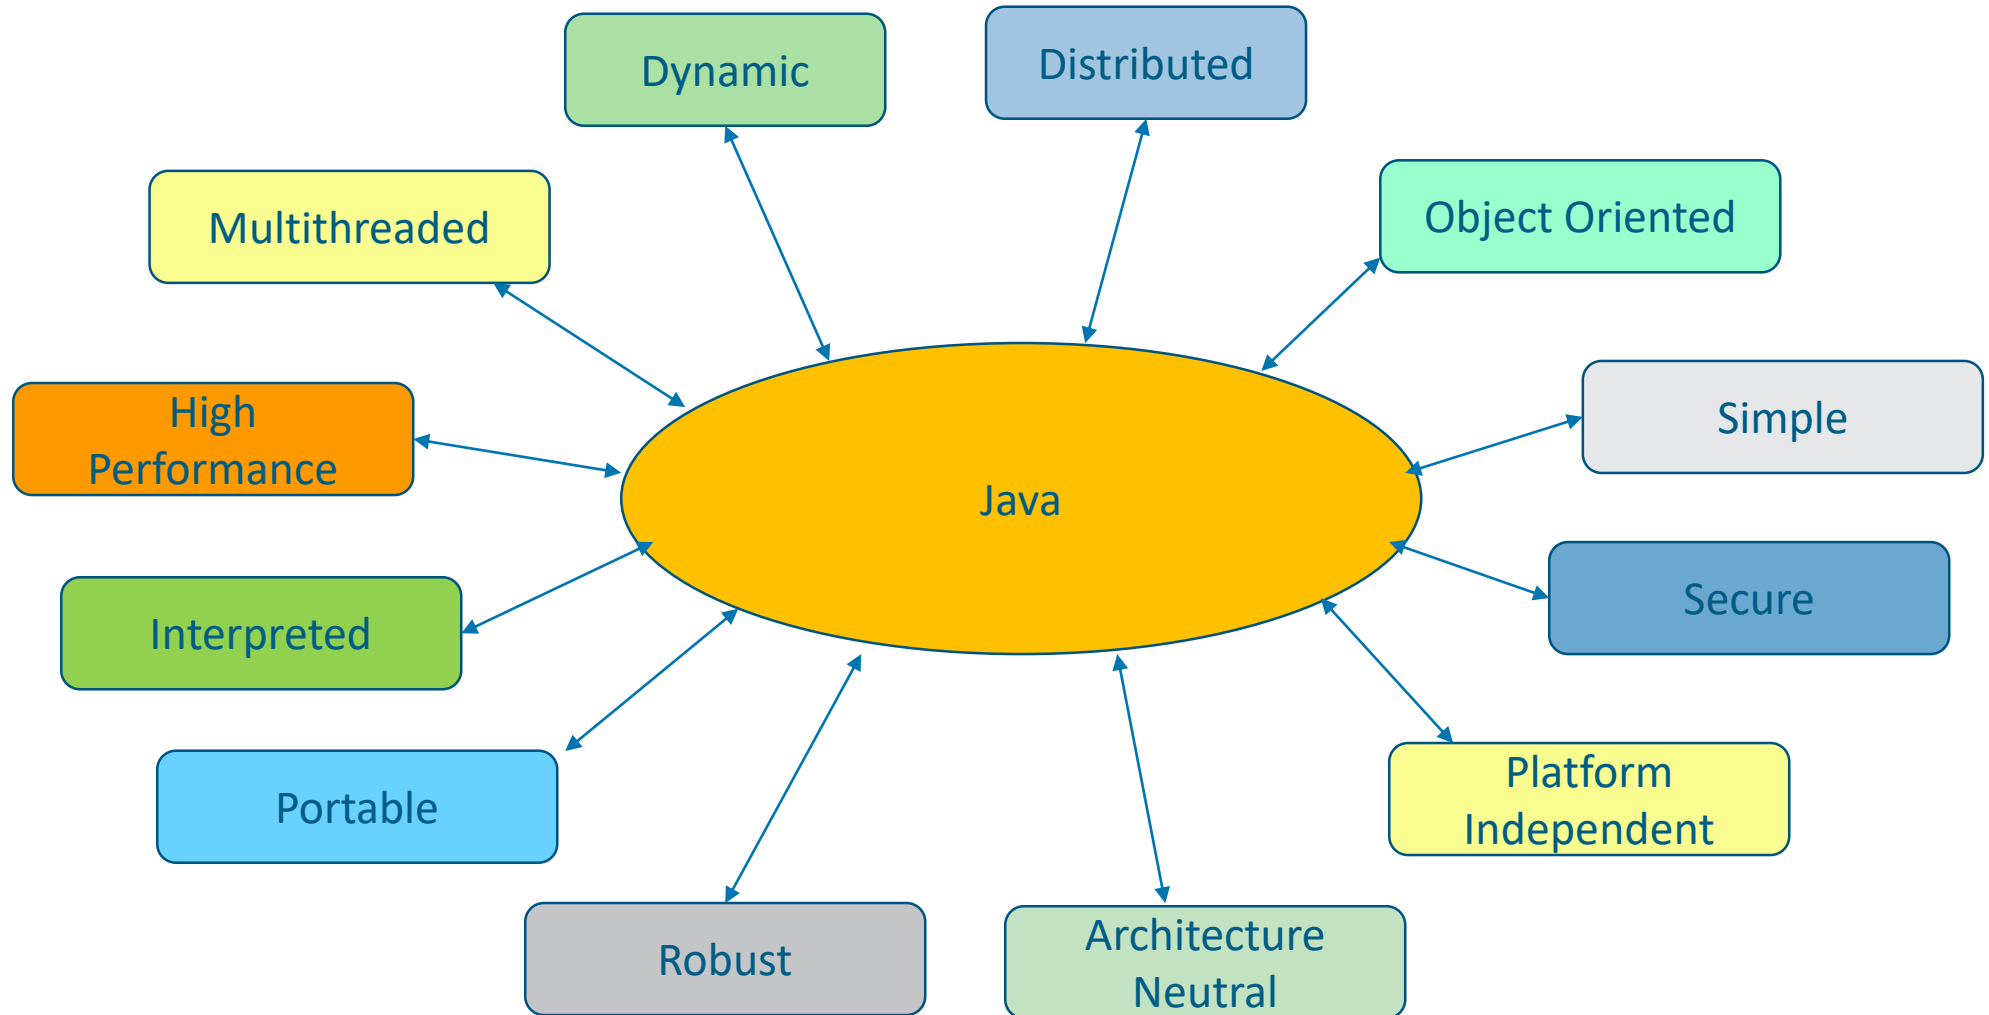 Dynamic
Distributed
Multithreaded
Object Oriented
High
Performance
Simple
Java
Interpreted
Secure
Portable
Platform
Independent
Robust
Architecture
Neutral